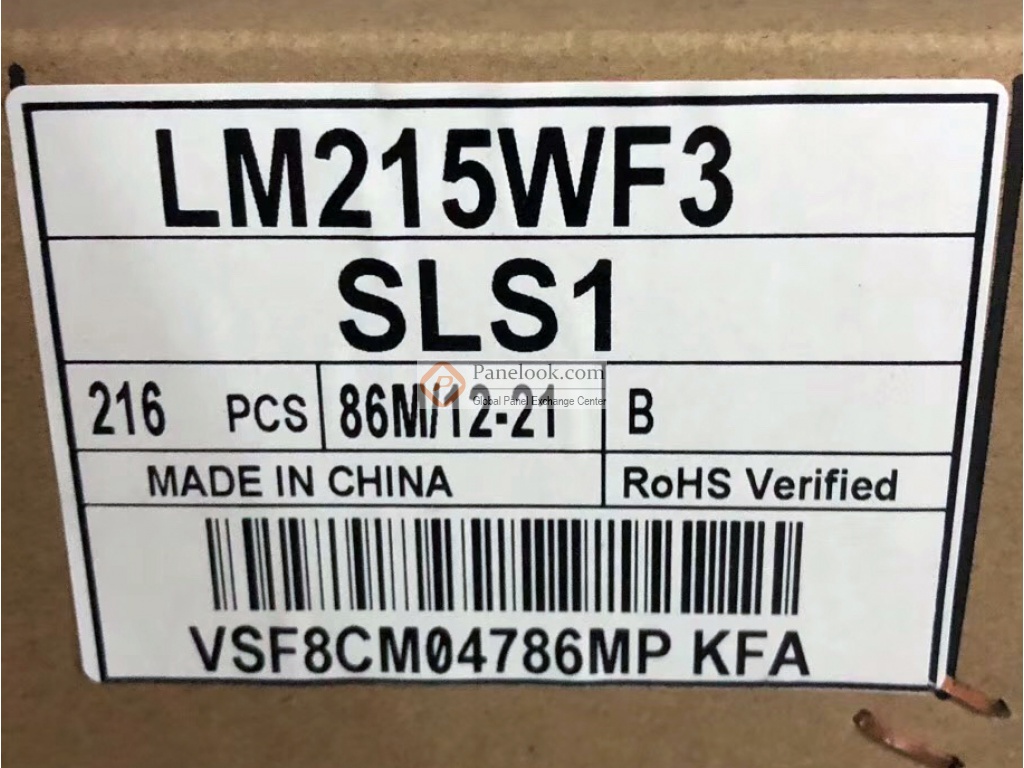 LM215WF3
SLS1
216 PCS 86M/12-21 B
Panelook.com
Global Panel Exchange Center
MADE IN CHINA RoHS Verified
VSF8CM04786MP KFA